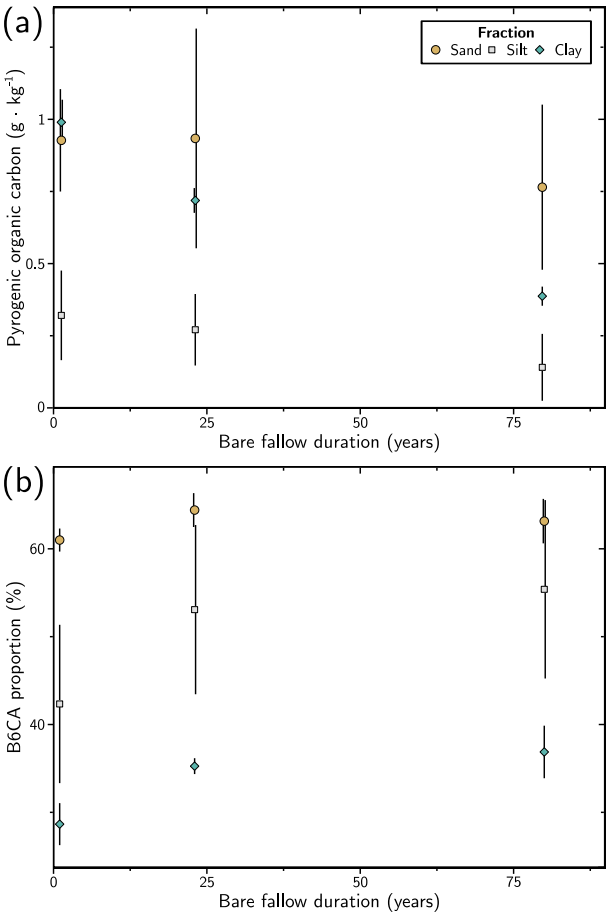 (a)
Fraction
Sand Silt Clay
Pyrogenic organic carbon (g · kg⁻¹)
1
0.5
0
0 25 50 75
Bare fallow duration (years)
(b)
B6CA proportion (%)
60
40
0 25 50 75
Bare fallow duration (years)